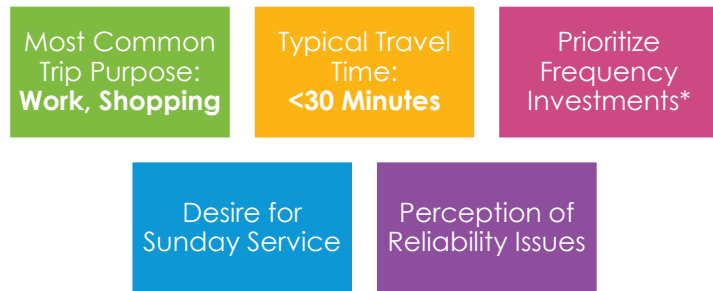 Most Common
Trip Purpose:
Work, Shopping
Typical Travel
Time:
<30 Minutes
Prioritize
Frequency
Investments*
Desire for
Sunday Service
Perception of
Reliability Issues